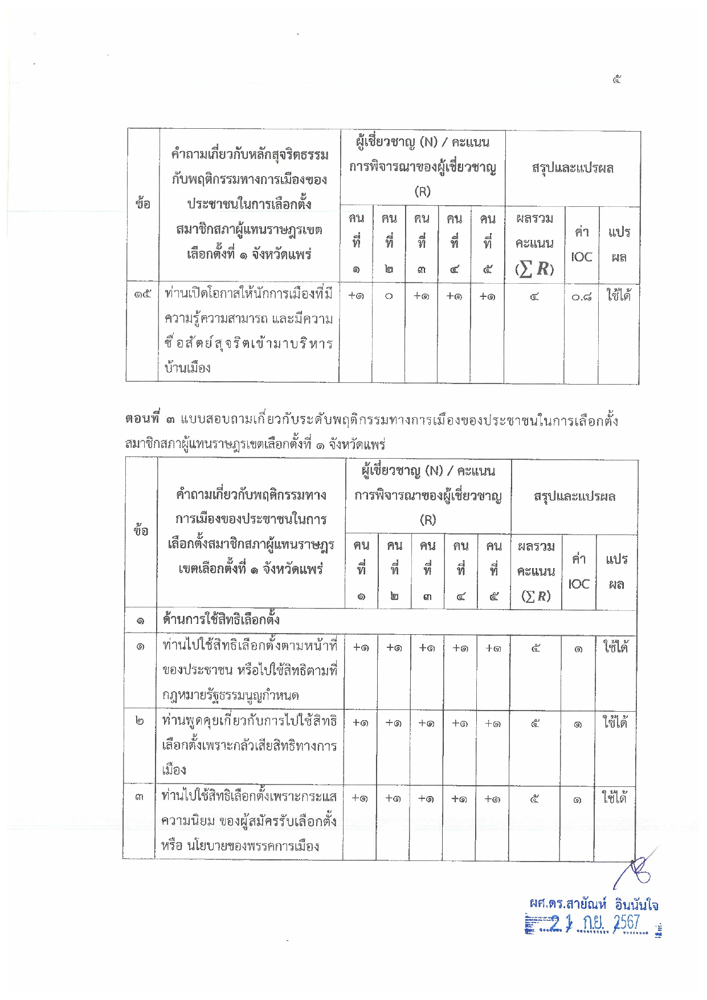 ๕
ข้อ
คำถามเกี่ยวกับหลักสุจริตธรรม
กับพฤติกรรมทางการเมืองของ
ประชาชนในการเลือกตั้ง
สมาชิกสภาผู้แทนราษฎรเขต
เลือกตั้งที่ ๑ จังหวัดแพร่
ผู้เชี่ยวชาญ (N) / คะแนน
การพิจารณาของผู้เชี่ยวชาญ
(R)
สรุปและแปรผล
คน ที่ ๑
คน ที่ ๒
คน ที่ ๓
คน ที่ ๔
คน ที่ ๕
ผลรวม คะแนน (∑ R)
ค่า IOC
แปร ผล
๑๕ ท่านเปิดโอกาสให้นักการเมืองที่มี +๑ ๐ +๑ +๑ +๑ ๔ ๐.๘ ใช้ได้
ความรู้ความสามารถ และมีความ
ซื่อสัตย์สุจริตเข้ามาบริหาร
บ้านเมือง
ตอนที่ ๓ แบบสอบถามเกี่ยวกับระดับพฤติกรรมทางการเมืองของประชาชนในการเลือกตั้ง
สมาชิกสภาผู้แทนราษฎรเขตเลือกตั้งที่ ๑ จังหวัดแพร่
ข้อ
คำถามเกี่ยวกับพฤติกรรมทาง
การเมืองของประชาชนในการ
เลือกตั้งสมาชิกสภาผู้แทนราษฎร
เขตเลือกตั้งที่ ๑ จังหวัดแพร่
ผู้เชี่ยวชาญ (N) / คะแนน
การพิจารณาของผู้เชี่ยวชาญ
(R)
สรุปและแปรผล
คน ที่ ๑
คน ที่ ๒
คน ที่ ๓
คน ที่ ๔
คน ที่ ๕
ผลรวม คะแนน (∑ R)
ค่า IOC
แปร ผล
๑ ด้านการใช้สิทธิเลือกตั้ง
๑ ท่านไปใช้สิทธิเลือกตั้งตามหน้าที่ +๑ +๑ +๑ +๑ +๑ ๕ ๑ ใช้ได้
ของประชาชน หรือไปใช้สิทธิตามที่
กฎหมายรัฐธรรมนูญกำหนด
๒ ท่านพูดคุยเกี่ยวกับการไปใช้สิทธิ +๑ +๑ +๑ +๑ +๑ ๕ ๑ ใช้ได้
เลือกตั้งเพราะกลัวเสียสิทธิทางการ
เมือง
๓ ท่านไปใช้สิทธิเลือกตั้งเพราะกระแส +๑ +๑ +๑ +๑ +๑ ๕ ๑ ใช้ได้
ความนิยม ของผู้สมัครรับเลือกตั้ง
หรือ นโยบายของพรรคการเมือง
ผศ.ดร.สายัณห์ อินนันใจ
21 ก.ย. 2567